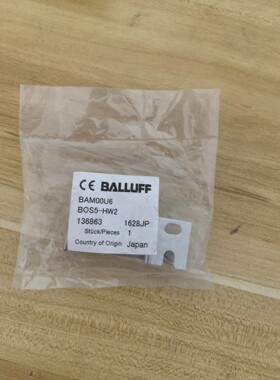 CE BALLUFF
BAM00U6
BOS5-HW2
136863 1628JP
Stück/Pieces 1
Country of Origin Japan